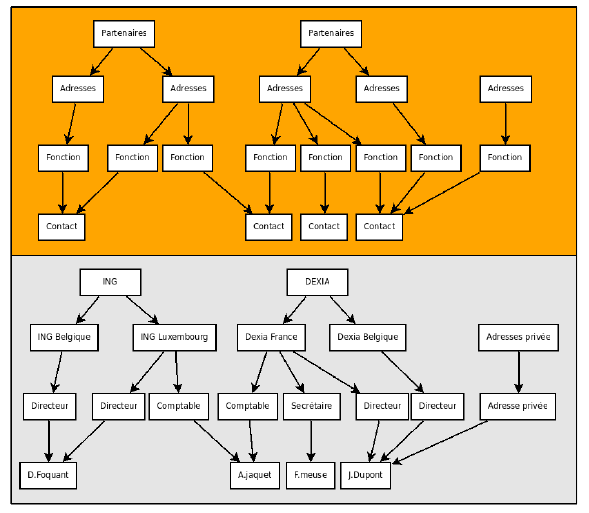 Partenaires Partenaires
Adresses Adresses Adresses Adresses Adresses
Fonction Fonction Fonction Fonction Fonction Fonction Fonction Fonction
Contact Contact Contact Contact
ING DEXIA
ING Belgique ING Luxembourg Dexia France Dexia Belgique Adresses privée
Directeur Directeur Comptable Comptable Secrétaire Directeur Directeur Adresse privée
D.Foquant A.jaquet F.meuse J.Dupont